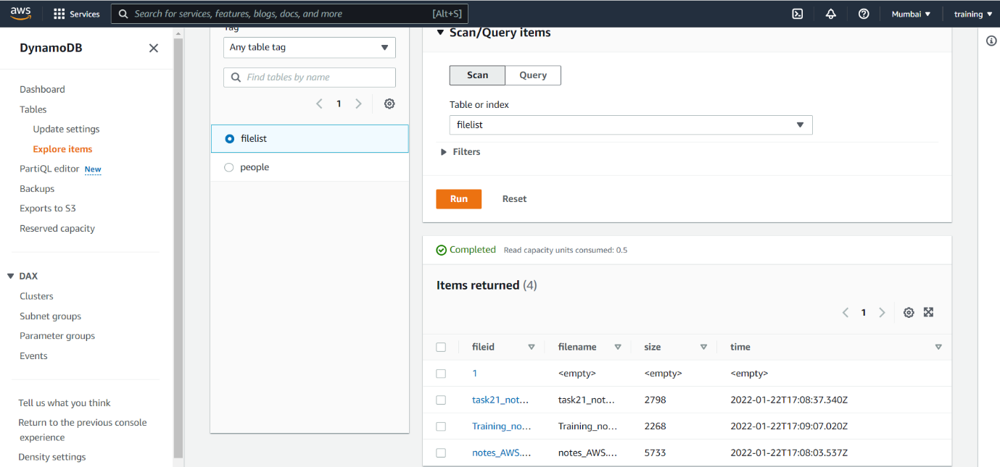 aws Services Search for services, features, blogs, docs, and more [Alt+S] Mumbai training
DynamoDB
Dashboard
Tables
Update settings
Explore items
PartiQL editor New
Backups
Exports to S3
Reserved capacity
DAX
Clusters
Subnet groups
Parameter groups
Events
Tell us what you think
Return to the previous console
experience
Density settings
Tag
Any table tag
Find tables by name
1
filelist
people
Scan/Query items
Scan Query
Table or index
filelist
Filters
Run Reset
Completed Read capacity units consumed: 0.5
Items returned (4)
1
fileid filename size time
1 <empty> <empty> <empty>
task21_not... task21_not... 2798 2022-01-22T17:08:37.340Z
Training_no... Training_no... 2268 2022-01-22T17:09:07.020Z
notes_AWS.... notes_AWS.... 5733 2022-01-22T17:08:03.537Z